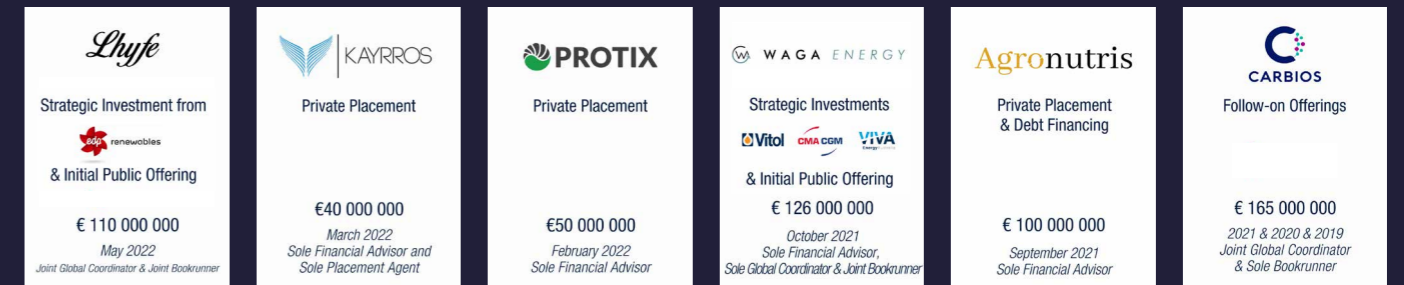 Lhyfe
Strategic Investment from
edp renewables
& Initial Public Offering
€ 110 000 000
May 2022
Joint Global Coordinator & Joint Bookrunner
KAYRROS
Private Placement
€40 000 000
March 2022
Sole Financial Advisor and
Sole Placement Agent
PROTIX
Private Placement
€50 000 000
February 2022
Sole Financial Advisor
WAGA ENERGY
Strategic Investments
Vitol CMA CGM VIVA
Energy
& Initial Public Offering
€ 126 000 000
October 2021
Sole Financial Advisor,
Sole Global Coordinator & Joint Bookrunner
Agronutris
Private Placement
& Debt Financing
€ 100 000 000
September 2021
Sole Financial Advisor
CARBIOS
Follow-on Offerings
€ 165 000 000
2021 & 2020 & 2019
Joint Global Coordinator
& Sole Bookrunner